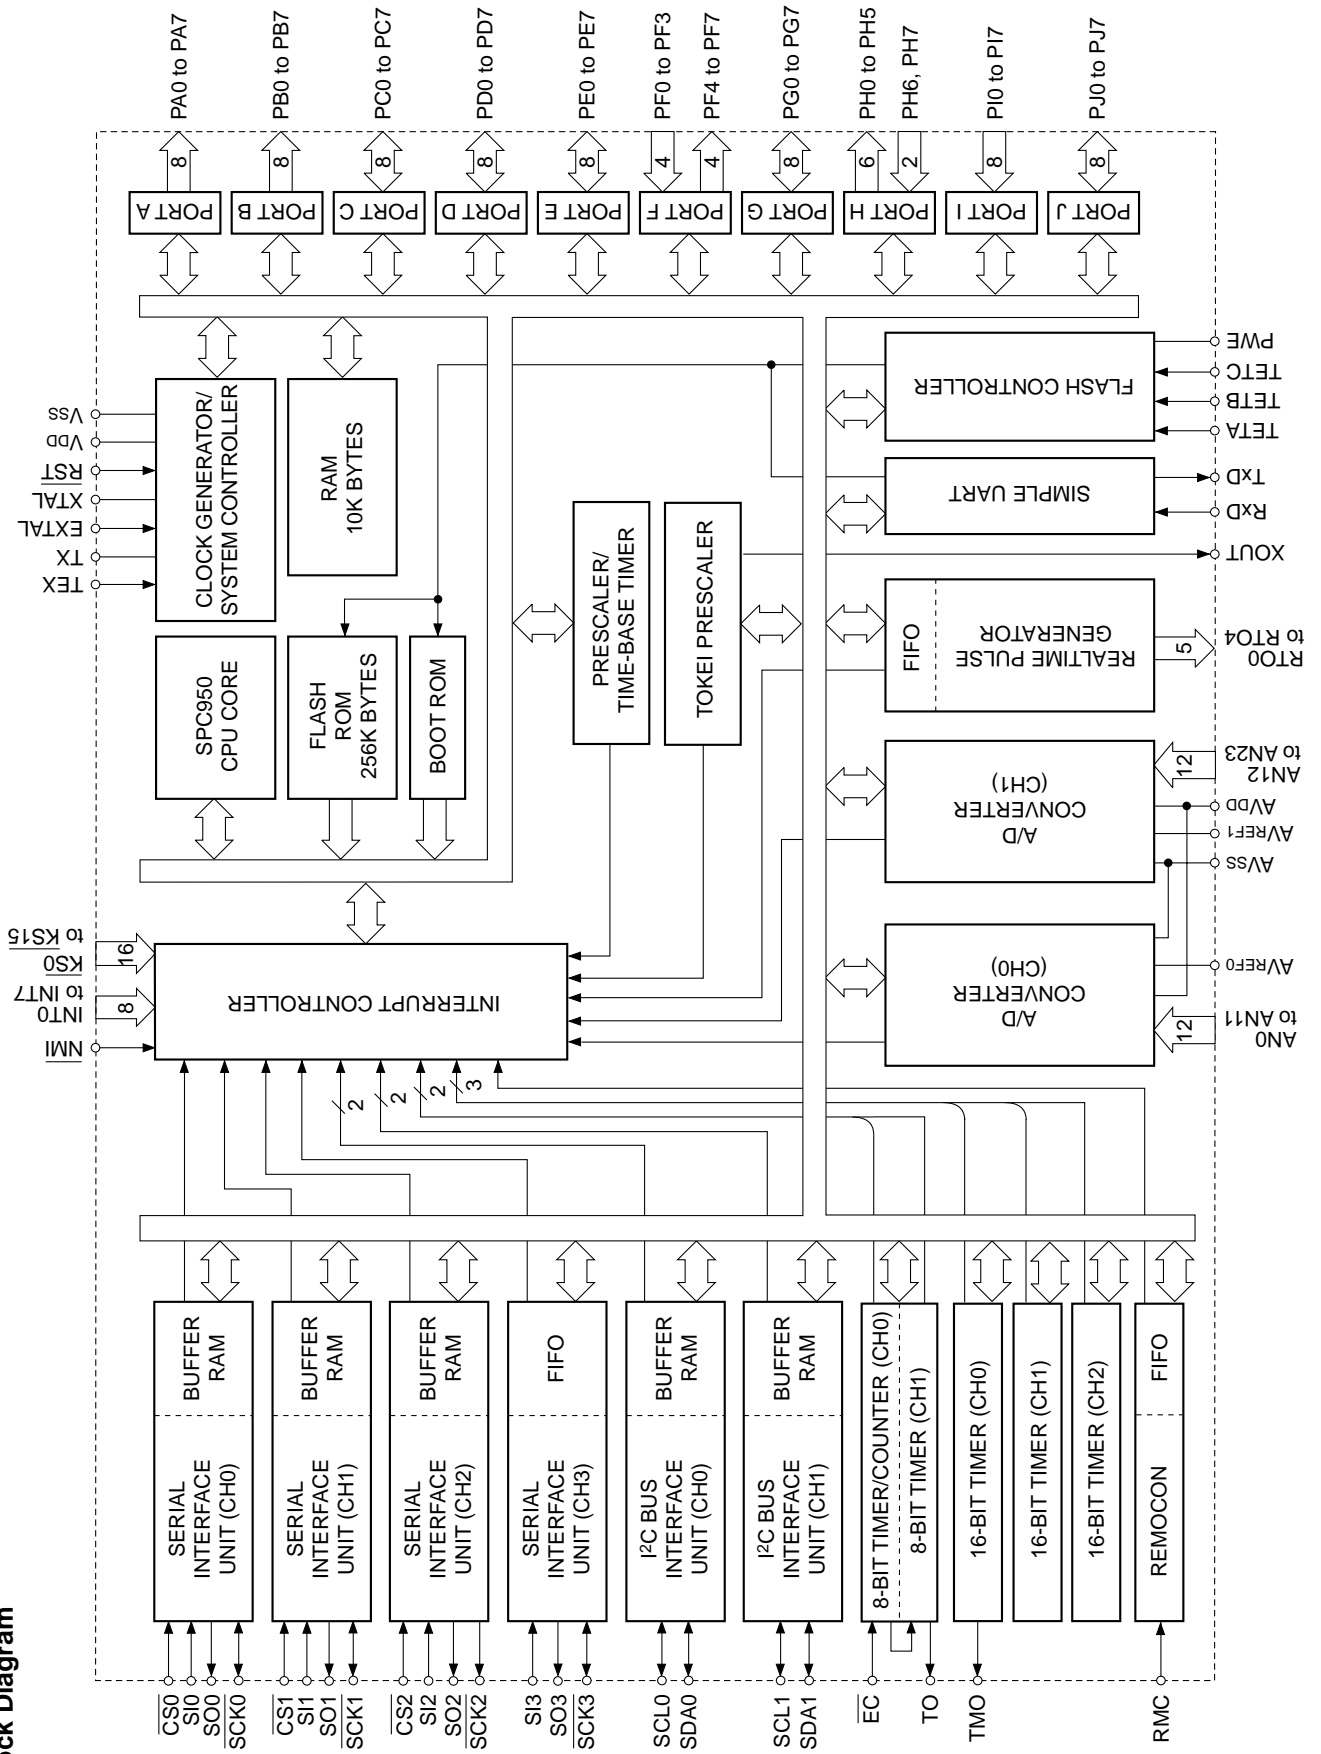 ock Diagram
CS0
SI0
SO0
SCK0
CS1
SI1
SO1
SCK1
CS2
SI2
SO2
SCK2
SI3
SO3
SCK3
SCL0
SDA0
SCL1
SDA1
EC
TO
TMO
RMC
SERIAL
INTERFACE
UNIT (CH0)
BUFFER
RAM
SERIAL
INTERFACE
UNIT (CH1)
BUFFER
RAM
SERIAL
INTERFACE
UNIT (CH2)
BUFFER
RAM
SERIAL
INTERFACE
UNIT (CH3)
FIFO
I²C BUS
INTERFACE
UNIT (CH0)
BUFFER
RAM
I²C BUS
INTERFACE
UNIT (CH1)
BUFFER
RAM
8-BIT TIMER/COUNTER (CH0)
8-BIT TIMER (CH1)
16-BIT TIMER (CH0)
16-BIT TIMER (CH1)
16-BIT TIMER (CH2)
REMOCON
FIFO
2
2
2
3
NMI
INT0
to INT7
8
KS0
to KS15
16
INTERRUPT CONTROLLER
TEX
TX
EXTAL
XTAL
RST
VDD
VSS
SPC950
CPU CORE
CLOCK GENERATOR/
SYSTEM CONTROLLER
FLASH
ROM
256K BYTES
RAM
10K BYTES
BOOT ROM
PRESCALER/
TIME-BASE TIMER
TOKEI PRESCALER
A/D
CONVERTER
(CH0)
12
AN0
to AN11
AVREF0
A/D
CONVERTER
(CH1)
12
AVSS
AVREF1
AVDD
AN12
to AN23
FIFO
REALTIME PULSE
GENERATOR
5
RTO0
to RTO4
XOUT
SIMPLE UART
RxD
TxD
FLASH CONTROLLER
TETA
TETB
TETC
PWE
PORT A
8
PA0 to PA7
PORT B
8
PB0 to PB7
PORT C
8
PC0 to PC7
PORT D
8
PD0 to PD7
PORT E
8
PE0 to PE7
PORT F
4
PF0 to PF3
4
PF4 to PF7
PORT G
8
PG0 to PG7
PORT H
6
PH0 to PH5
2
PH6, PH7
PORT I
8
PI0 to PI7
PORT J
8
PJ0 to PJ7